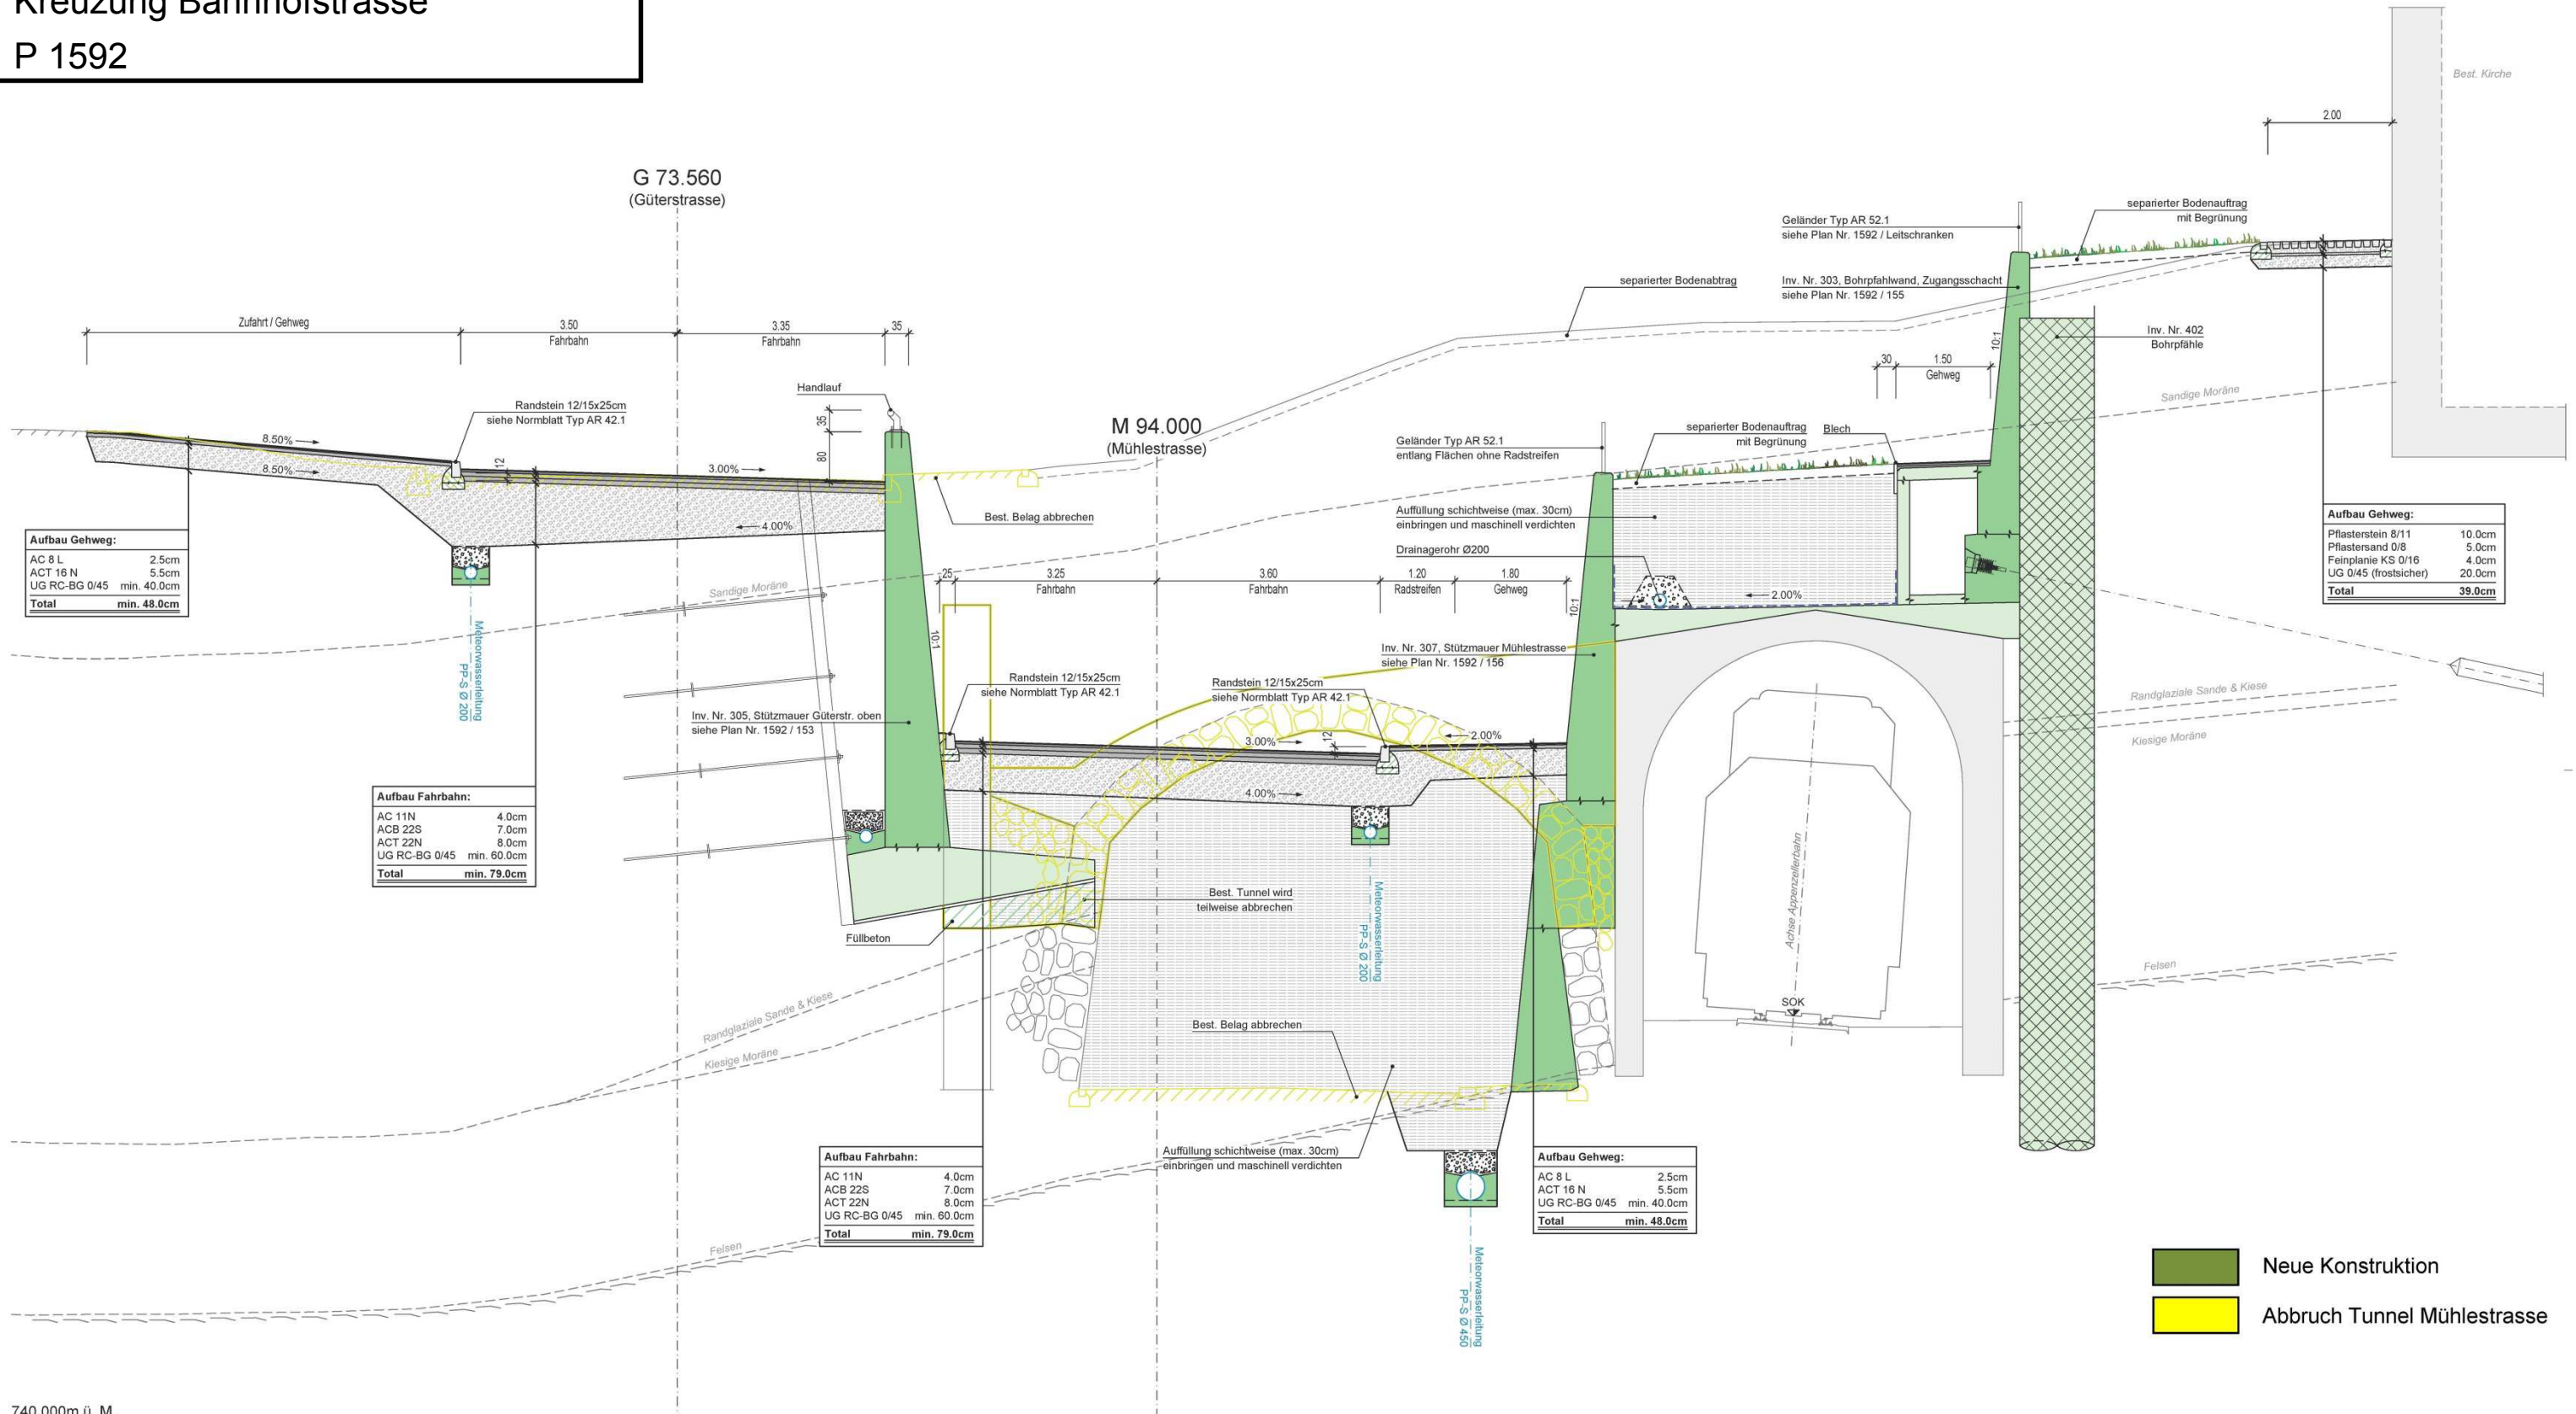 Kreuzung Bahnhofstrasse
P 1592
Best. Kirche
2.00
G 73.560
(Güterstrasse)
Geländer Typ AR 52.1
siehe Plan Nr. 1592 / Leitschranken
separierter Bodenauftrag
mit Begrünung
separierter Bodenabtrag
Inv. Nr. 303, Bohrpfahlwand, Zugangsschacht
siehe Plan Nr. 1592 / 155
Zufahrt / Gehweg
3.50
Fahrbahn
3.35
Fahrbahn
35
Inv. Nr. 402
Bohrpfähle
10:1
30
1.50
Gehweg
Sandige Moräne
Handlauf
Randstein 12/15x25cm
siehe Normblatt Typ AR 42.1
35
80
M 94.000
(Mühlestrasse)
Geländer Typ AR 52.1
entlang Flächen ohne Radstreifen
separierter Bodenauftrag
mit Begrünung
Blech
8.50%
8.50%
12
3.00%
4.00%
Best. Belag abbrechen
Auffüllung schichtweise (max. 30cm)
einbringen und maschinell verdichten
Drainagerohr Ø200
2.00%
Aufbau Gehweg:
AC 8 L 2.5cm
ACT 16 N 5.5cm
UG RC-BG 0/45 min. 40.0cm
Total min. 48.0cm
Aufbau Gehweg:
Pflasterstein 8/11 10.0cm
Pflastersand 0/8 5.0cm
Feinplanie KS 0/16 4.0cm
UG 0/45 (frostsicher) 20.0cm
Total 39.0cm
Sandige Moräne
25
3.25
Fahrbahn
3.60
Fahrbahn
1.20
Radstreifen
1.80
Gehweg
10:1
10:1
Meteorwasserleitung
PP-S Ø 200
Inv. Nr. 307, Stützmauer Mühlestrasse
siehe Plan Nr. 1592 / 156
Randstein 12/15x25cm
siehe Normblatt Typ AR 42.1
Randstein 12/15x25cm
siehe Normblatt Typ AR 42.1
Inv. Nr. 305, Stützmauer Güterstr. oben
siehe Plan Nr. 1592 / 153
3.00%
12
2.00%
4.00%
Randglaziale Sande & Kiese
Kiesige Moräne
Aufbau Fahrbahn:
AC 11N 4.0cm
ACB 22S 7.0cm
ACT 22N 8.0cm
UG RC-BG 0/45 min. 60.0cm
Total min. 79.0cm
Best. Tunnel wird
teilweise abbrechen
Füllbeton
Meteorwasserleitung
PP-S Ø 200
Achse Appenzellerbahn
SOK
Felsen
Randglaziale Sande & Kiese
Kiesige Moräne
Best. Belag abbrechen
Auffüllung schichtweise (max. 30cm)
einbringen und maschinell verdichten
Aufbau Fahrbahn:
AC 11N 4.0cm
ACB 22S 7.0cm
ACT 22N 8.0cm
UG RC-BG 0/45 min. 60.0cm
Total min. 79.0cm
Aufbau Gehweg:
AC 8 L 2.5cm
ACT 16 N 5.5cm
UG RC-BG 0/45 min. 40.0cm
Total min. 48.0cm
Felsen
Meteorwasserleitung
PP-S Ø 450
Neue Konstruktion
Abbruch Tunnel Mühlestrasse
740.000m ü. M.